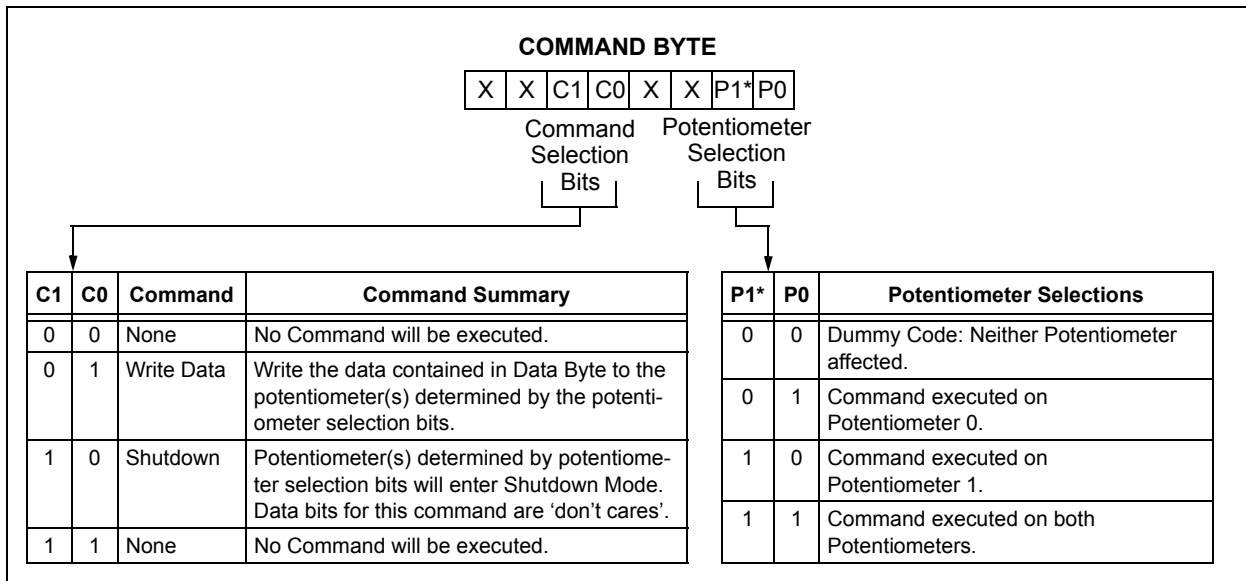 COMMAND BYTE
X X C1 C0 X X P1* P0
Command Potentiometer
Selection Selection
Bits Bits
C1 C0 Command Command Summary
0 0 None No Command will be executed.
0 1 Write Data Write the data contained in Data Byte to the
potentiometer(s) determined by the potenti-
ometer selection bits.
1 0 Shutdown Potentiometer(s) determined by potentiome-
ter selection bits will enter Shutdown Mode.
Data bits for this command are ‘don’t cares’.
1 1 None No Command will be executed.
P1* P0 Potentiometer Selections
0 0 Dummy Code: Neither Potentiometer
affected.
0 1 Command executed on
Potentiometer 0.
1 0 Command executed on
Potentiometer 1.
1 1 Command executed on both
Potentiometers.